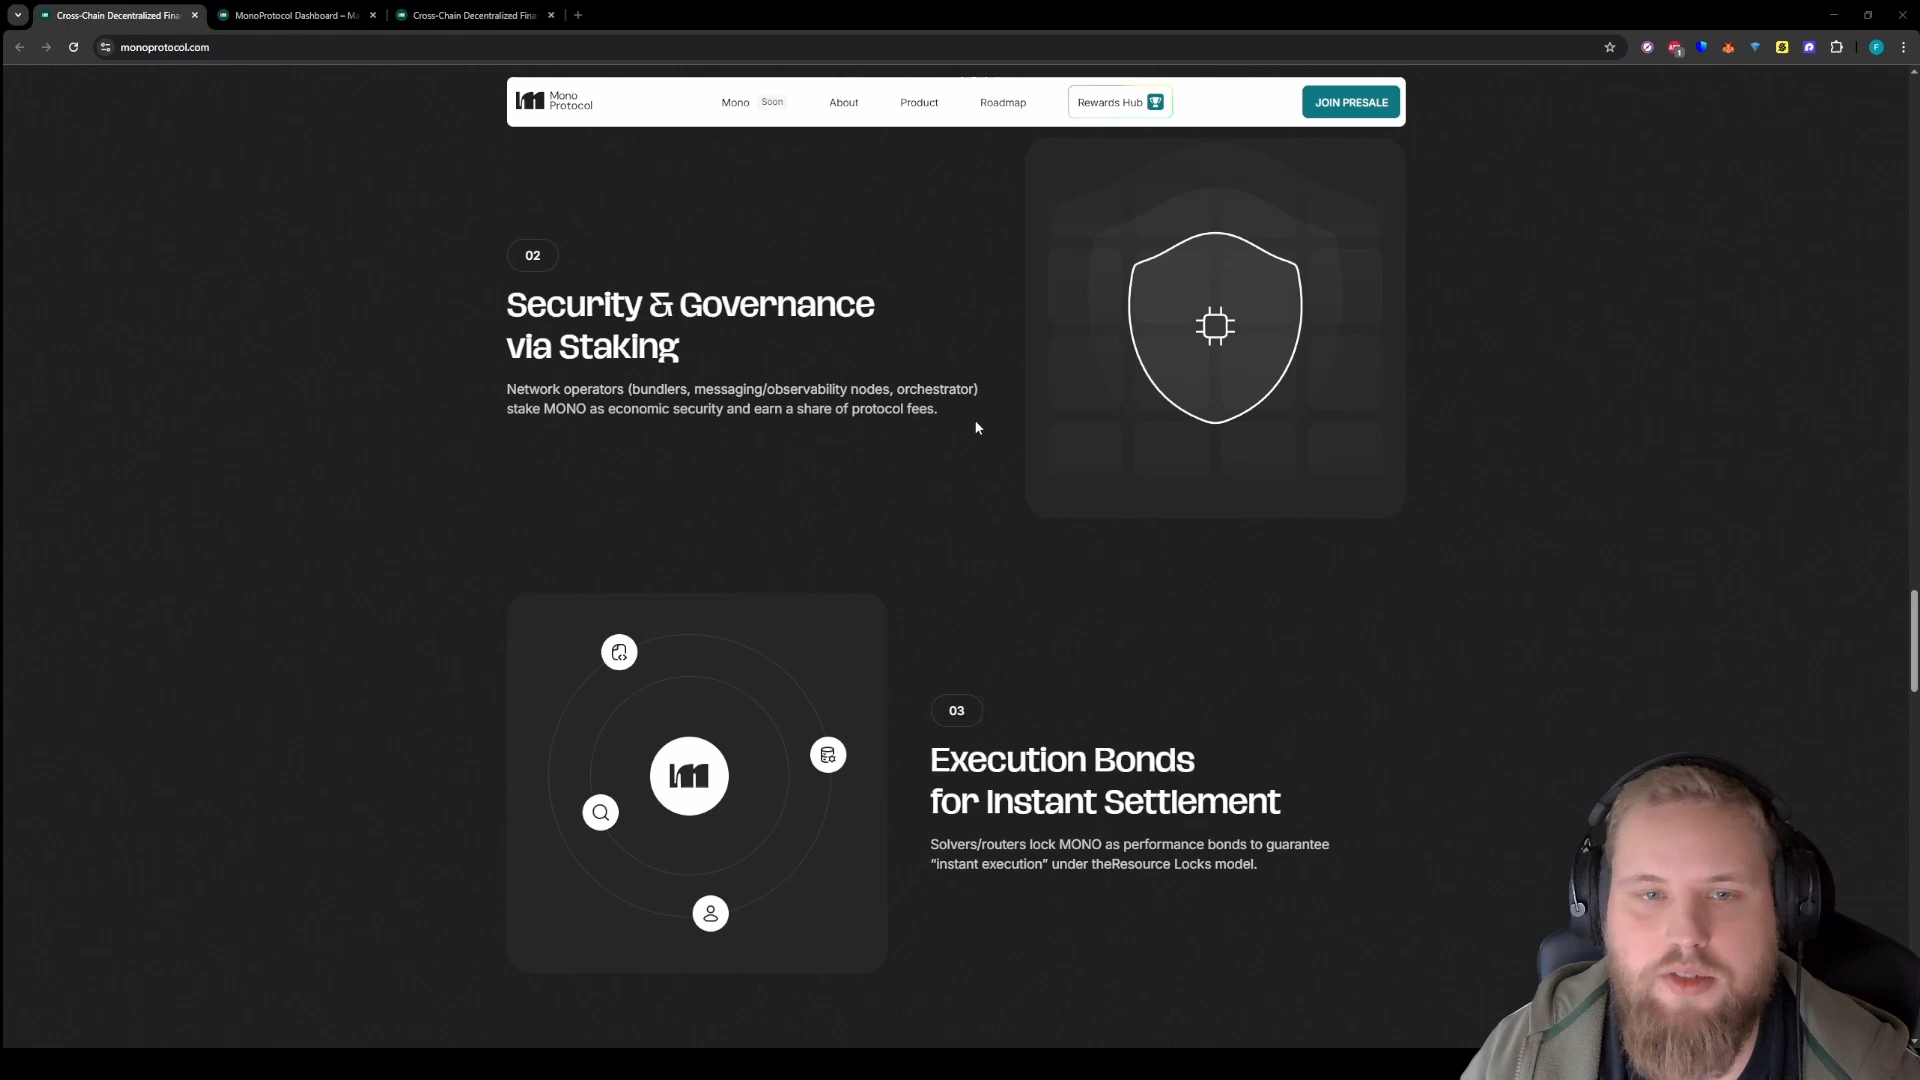 Cross-Chain Decentralized Fina
MonoProtocol Dashboard – Ma
Cross-Chain Decentralized Fina
monoprotocol.com
1
F
Mono
Protocol
Mono
Soon
About
Product
Roadmap
Rewards Hub
JOIN PRESALE
02
Security & Governance
via Staking
Network operators (bundlers, messaging/observability nodes, orchestrator)
stake MONO as economic security and earn a share of protocol fees.
03
Execution Bonds
for Instant Settlement
Solvers/routers lock MONO as performance bonds to guarantee
“instant execution” under theResource Locks model.